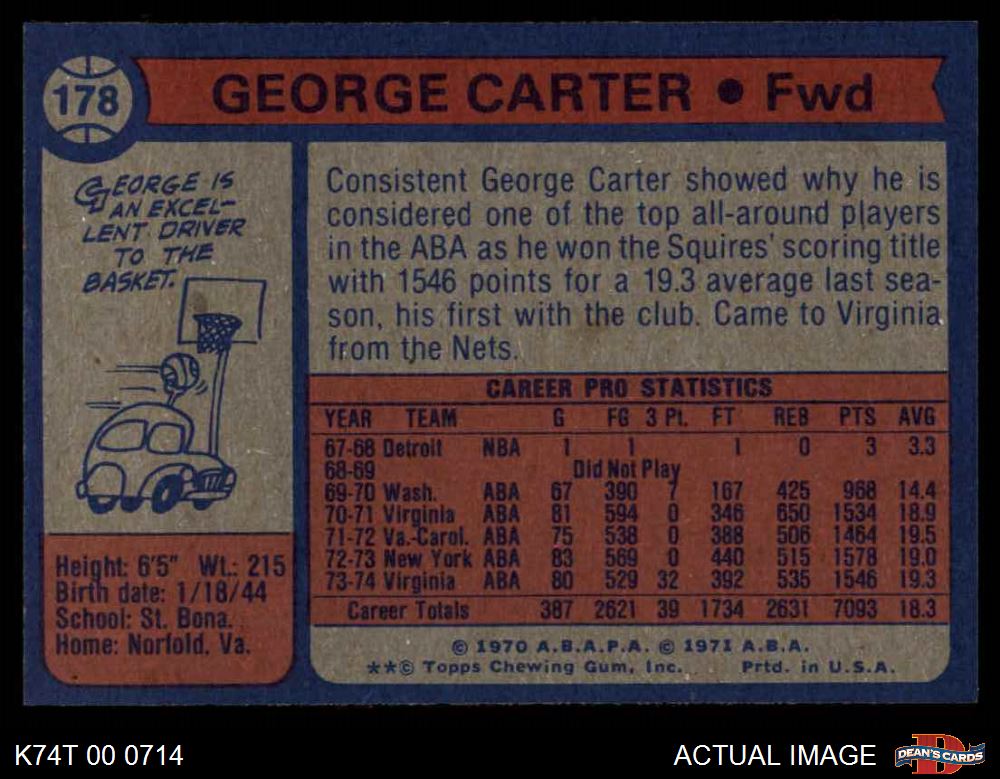 178
GEORGE CARTER • Fwd
GEORGE IS
AN EXCEL-
LENT DRIVER
TO THE
BASKET.
Consistent George Carter showed why he is
considered one of the top all-around players
in the ABA as he won the Squires' scoring title
with 1546 points for a 19.3 average last sea-
son, his first with the club. Came to Virginia
from the Nets.
Height: 6'5" Wt.: 215
Birth date: 1/18/44
School: St. Bona.
Home: Norfold, Va.
CAREER PRO STATISTICS
YEAR TEAM G FG 3 Pt. FT REB PTS AVG
67-68 Detroit NBA 1 1 1 0 3 3.3
68-69 Did Not Play
69-70 Wash. ABA 67 390 7 167 425 968 14.4
70-71 Virginia ABA 81 594 0 346 650 1534 18.9
71-72 Va.-Carol. ABA 75 538 0 388 506 1464 19.5
72-73 New York ABA 83 569 0 440 515 1578 19.0
73-74 Virginia ABA 80 529 32 392 535 1546 19.3
Career Totals 387 2621 39 1734 2631 7093 18.3
© 1970 A.B.A.P.A. © 1971 A.B.A.
**© Topps Chewing Gum, Inc. Prtd. in U.S.A.
K74T 00 0714
ACTUAL IMAGE
D
DEAN'S CARDS